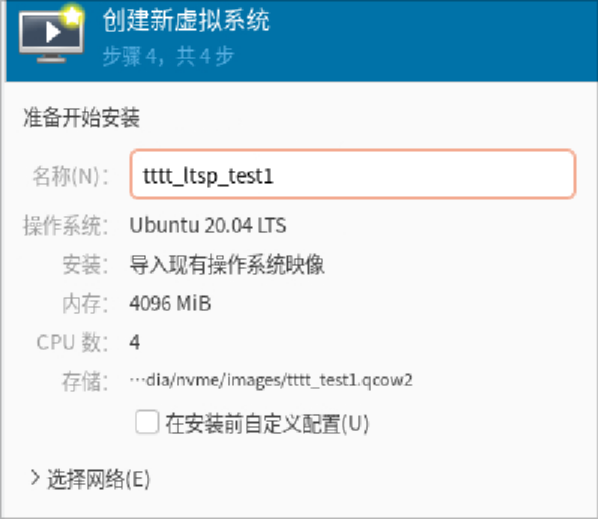 创建新虚拟系统
步骤 4，共 4 步
准备开始安装
名称(N): tttt_ltsp_test1
操作系统: Ubuntu 20.04 LTS
安装: 导入现有操作系统映像
内存: 4096 MiB
CPU 数: 4
存储: …dia/nvme/images/tttt_test1.qcow2
在安装前自定义配置(U)
选择网络(E)